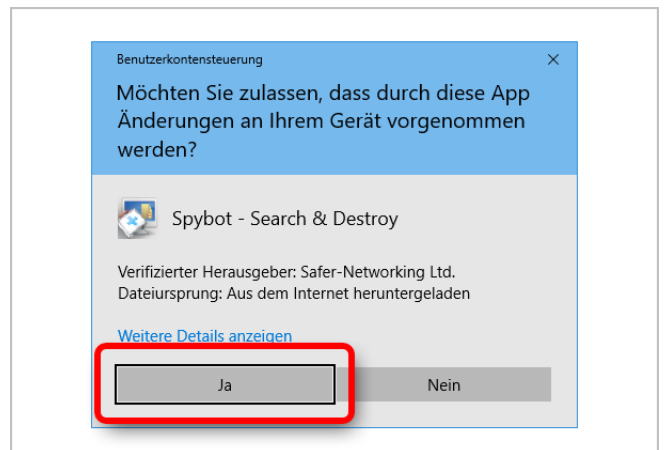 Benutzerkontensteuerung
Möchten Sie zulassen, dass durch diese App
Änderungen an Ihrem Gerät vorgenommen
werden?
Spybot - Search & Destroy
Verifizierter Herausgeber: Safer-Networking Ltd.
Dateiursprung: Aus dem Internet heruntergeladen
Weitere Details anzeigen
Ja Nein